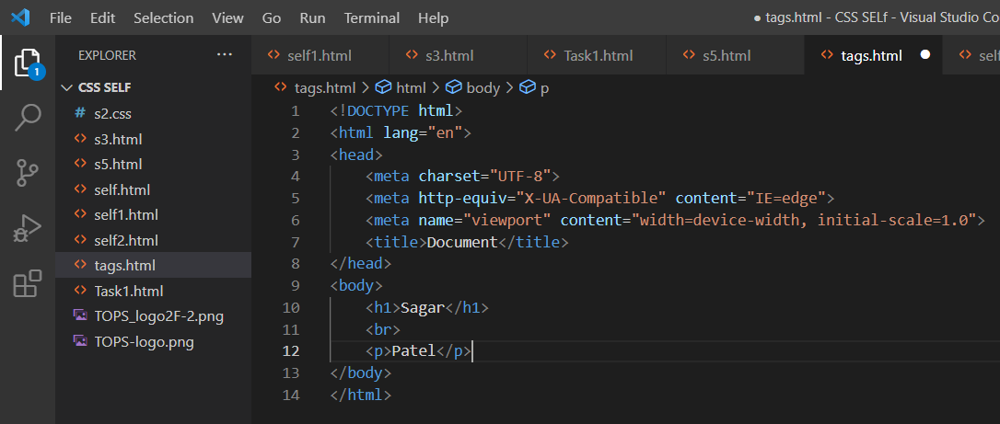 File Edit Selection View Go Run Terminal Help ● tags.html - CSS SELf - Visual Studio Co
EXPLORER ···
self1.html s3.html Task1.html s5.html tags.html ● self
1
CSS SELF
s2.css
s3.html
s5.html
self.html
self1.html
self2.html
tags.html
Task1.html
TOPS_logo2F-2.png
TOPS-logo.png
tags.html > html > body > p
1 <!DOCTYPE html>
2 <html lang="en">
3 <head>
4 <meta charset="UTF-8">
5 <meta http-equiv="X-UA-Compatible" content="IE=edge">
6 <meta name="viewport" content="width=device-width, initial-scale=1.0">
7 <title>Document</title>
8 </head>
9 <body>
10 <h1>Sagar</h1>
11 <br>
12 <p>Patel</p>
13 </body>
14 </html>